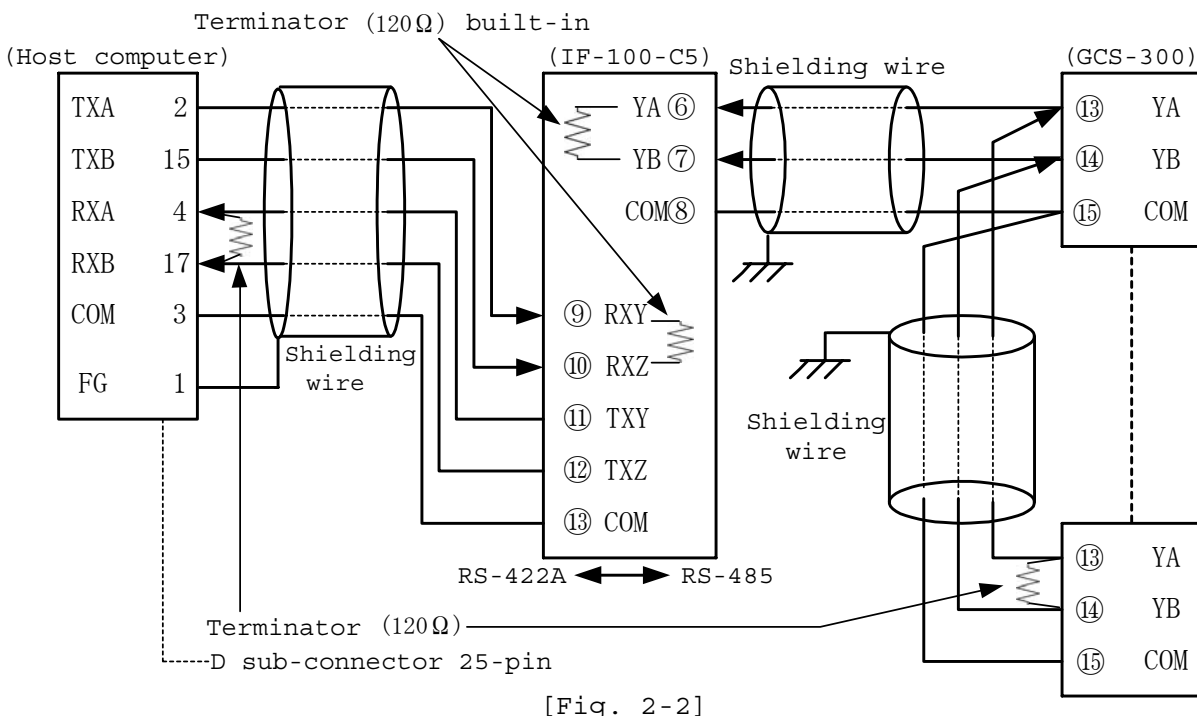 Terminator (120Ω) built-in
(Host computer)
TXA 2
TXB 15
RXA 4
RXB 17
COM 3
FG 1
Shielding
wire
(IF-100-C5)
YA ⑥
YB ⑦
COM ⑧
⑨ RXY
⑩ RXZ
⑪ TXY
⑫ TXZ
⑬ COM
Shielding wire
(GCS-300)
⑬ YA
⑭ YB
⑮ COM
Shielding
wire
⑬ YA
⑭ YB
⑮ COM
RS-422A RS-485
Terminator (120Ω)
D sub-connector 25-pin
[Fig. 2-2]